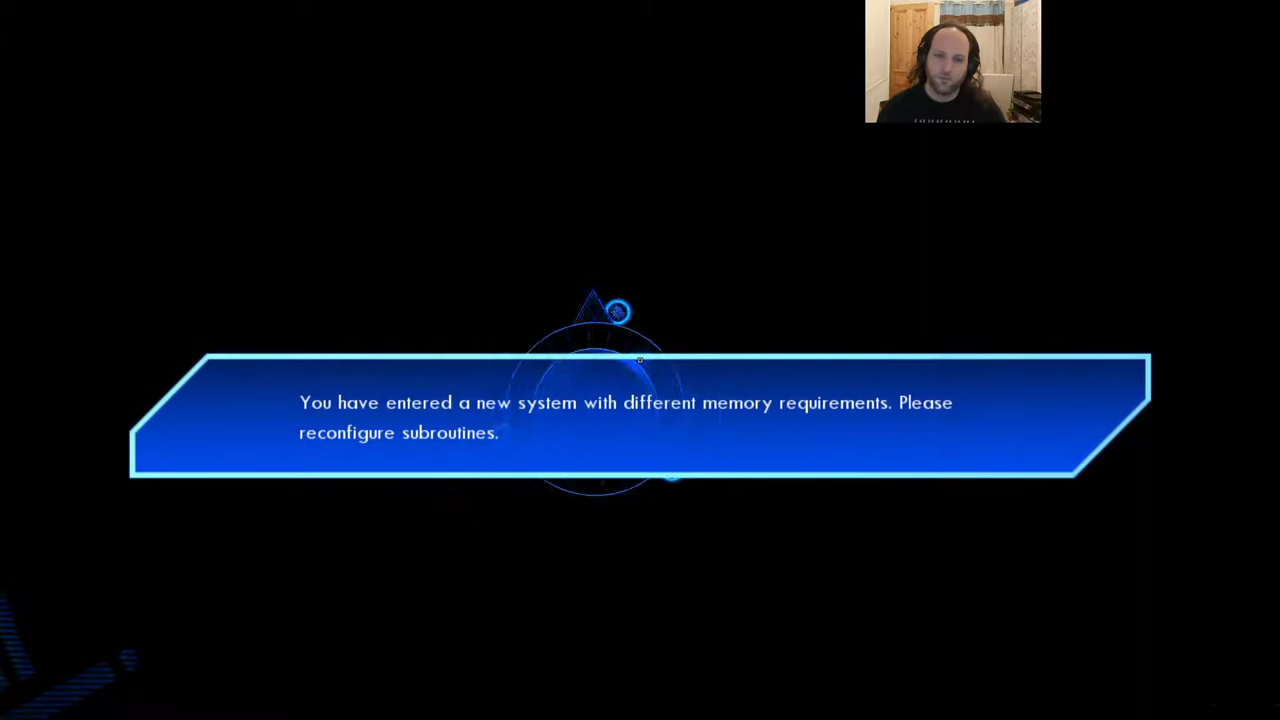 You have entered a new system with different memory requirements. Please
reconfigure subroutines.